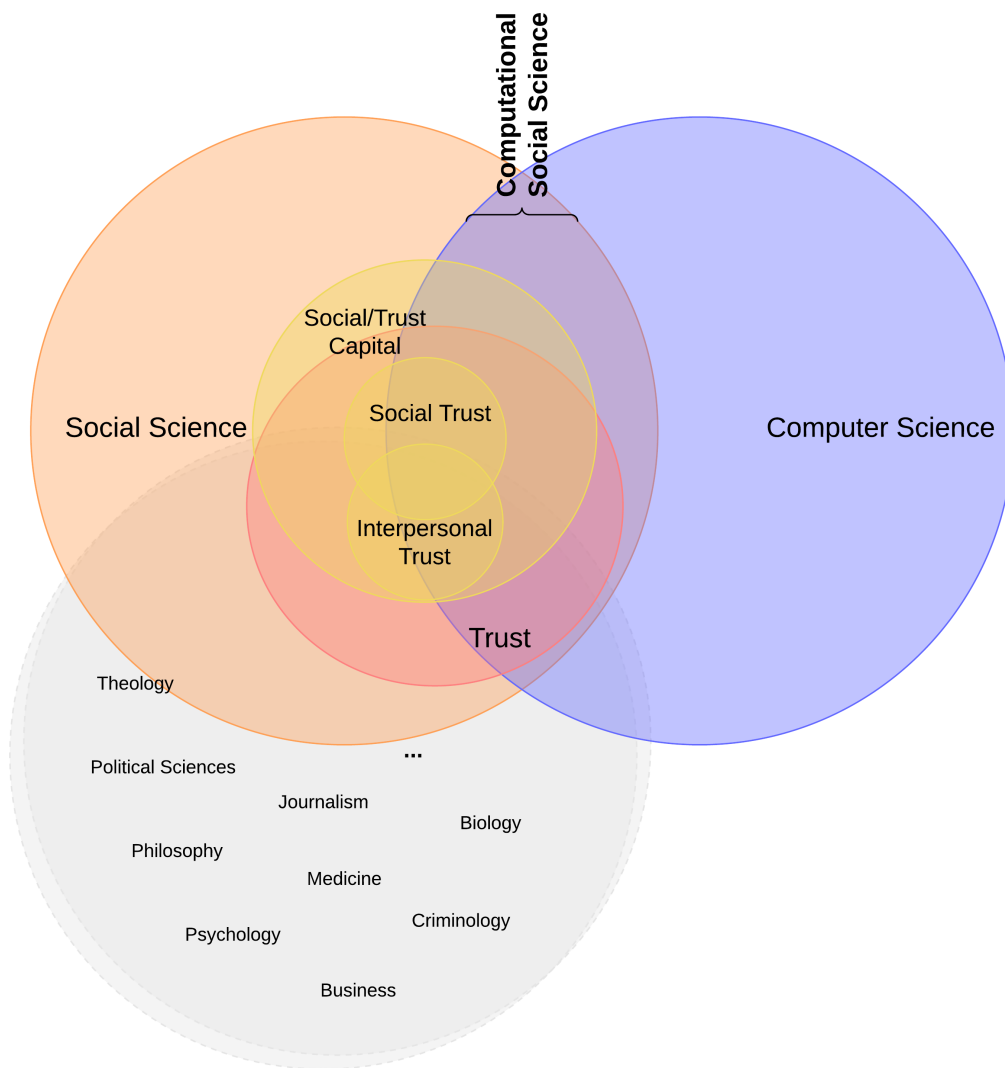 Computational
Social Science
Social/Trust
Capital
Social Trust
Social Science
Computer Science
Interpersonal
Trust
Trust
Theology
...
Political Sciences
Journalism
Biology
Philosophy
Medicine
Criminology
Psychology
Business